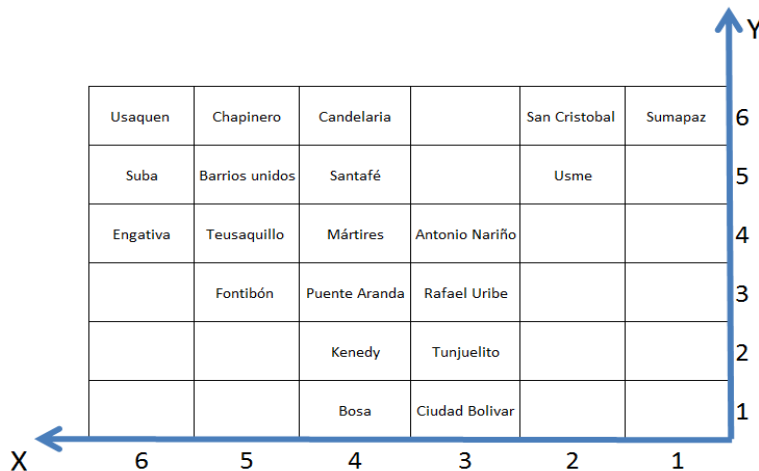 Y
Usaquen Chapinero Candelaria San Cristobal Sumapaz 6
Suba Barrios unidos Santafé Usme 5
Engativa Teusaquillo Mártires Antonio Nariño 4
Fontibón Puente Aranda Rafael Uribe 3
Kenedy Tunjuelito 2
Bosa Ciudad Bolivar 1
X 6 5 4 3 2 1